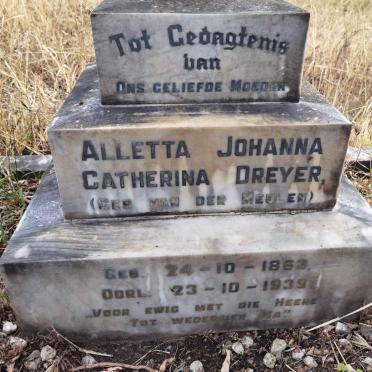 Tot Gedagtenis
van
ONS GELIEFDE MOEDER
ALLETTA JOHANNA
CATHERINA DREYER
(GEB VAN DER MEULEN)
GEB. 24-10-1863
OORL. 23-10-1939
"VOOR EWIG MET DIE HEERE
TOT WEDERSIEN MA"